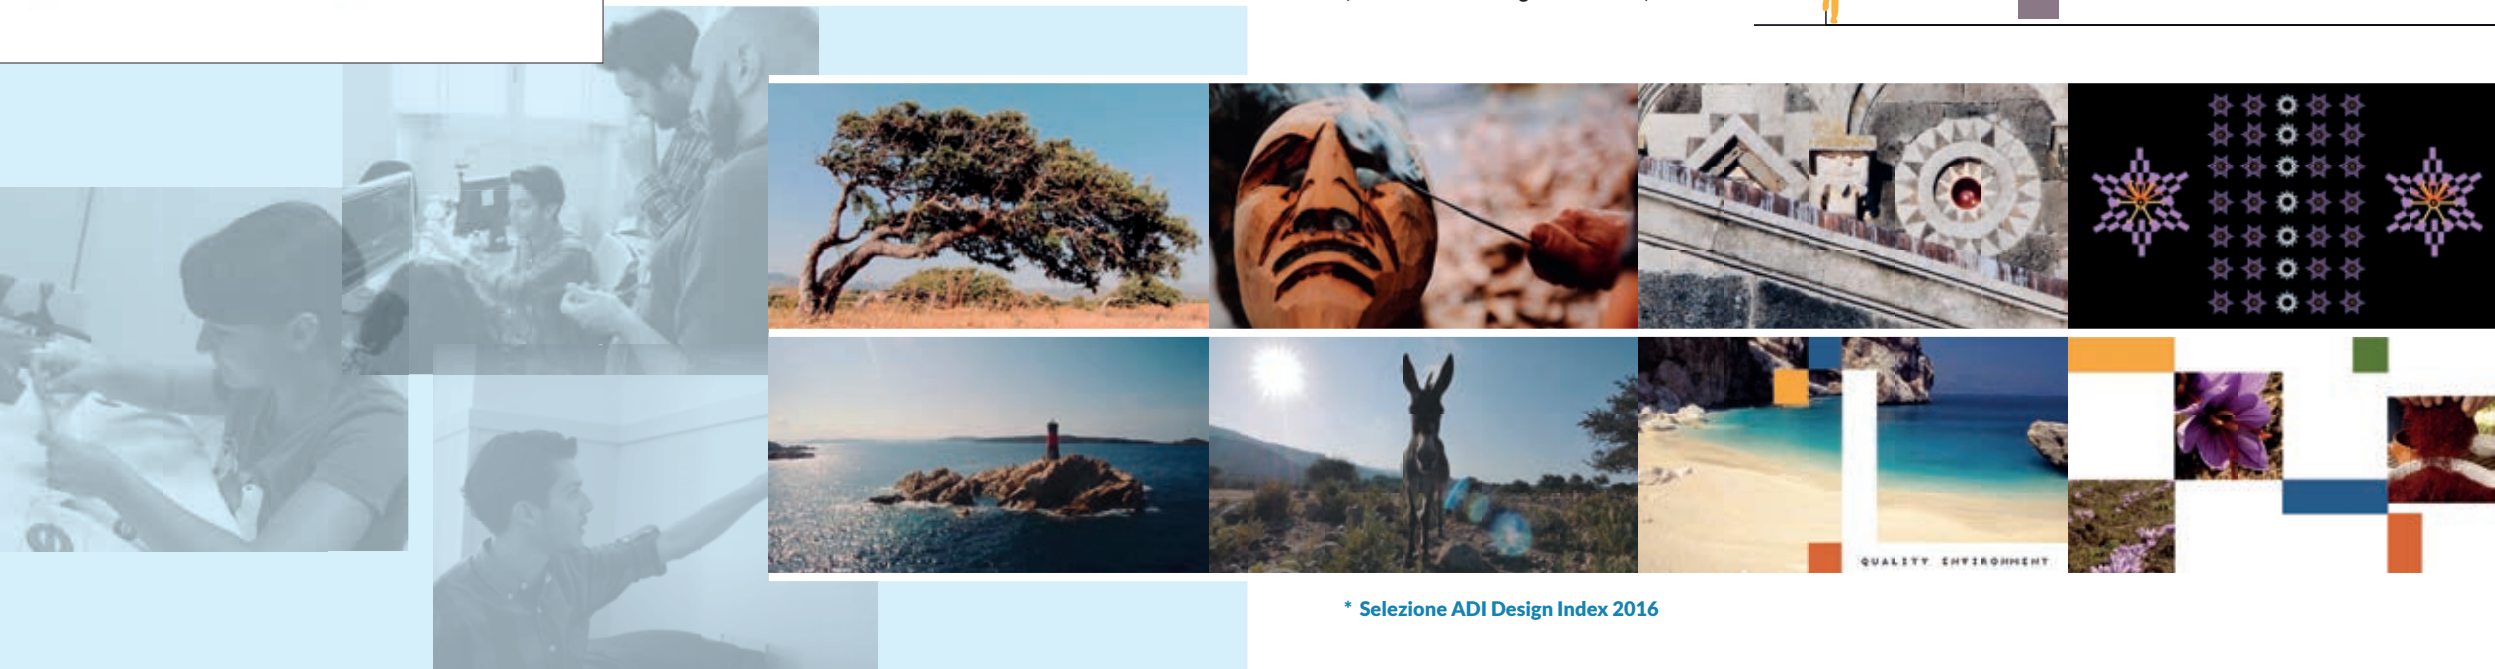 QUALITY ENVIRONMENT
* Selezione ADI Design Index 2016